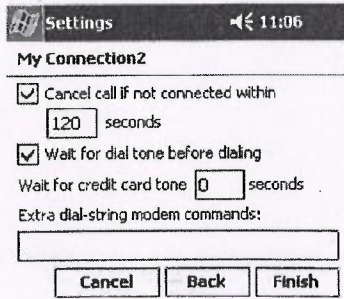 Settings 11:06
My Connection2
Cancel call if not connected within
120 seconds
Wait for dial tone before dialing
Wait for credit card tone 0 seconds
Extra dial-string modem commands:
Cancel Back Finish